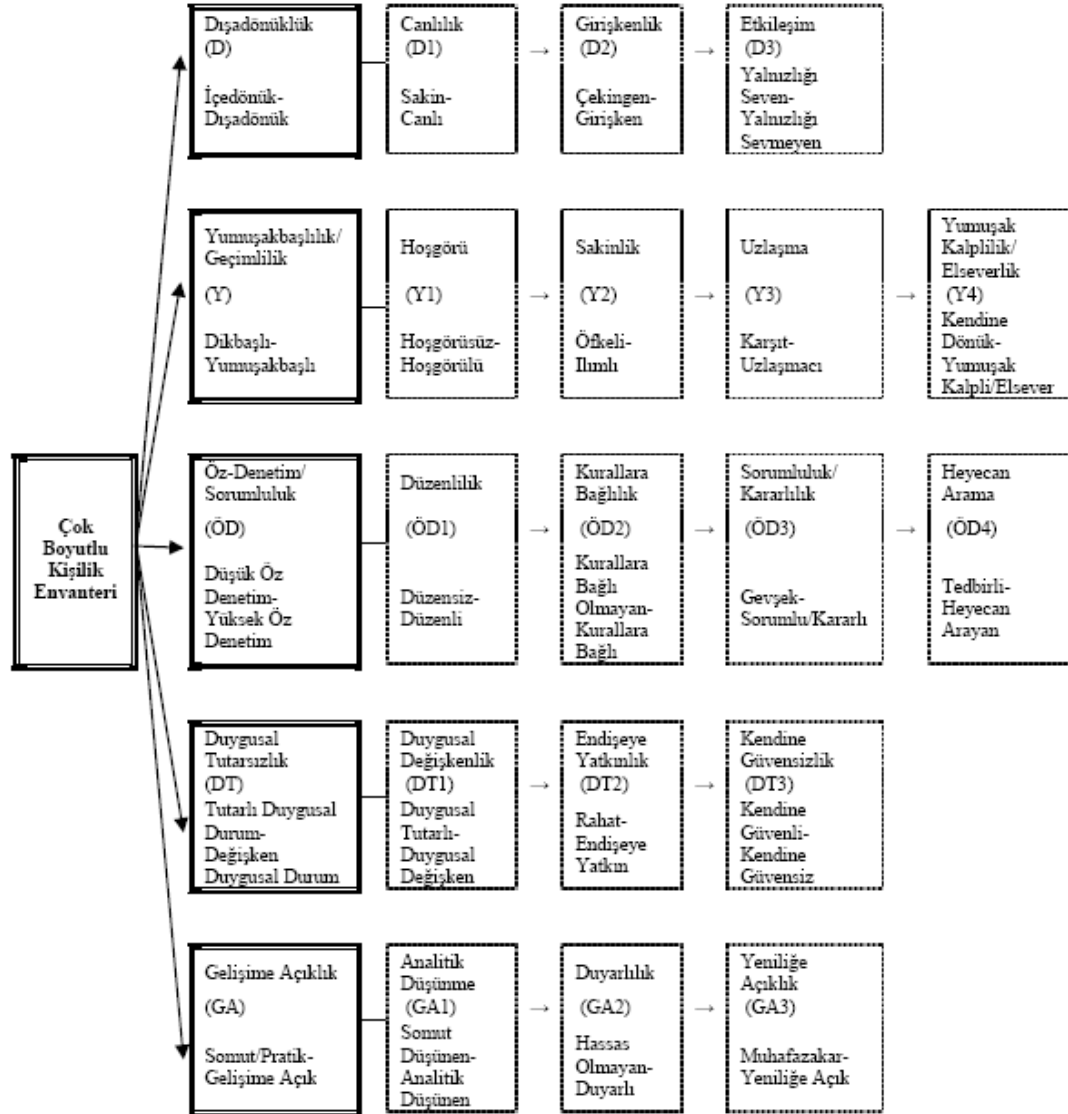 Dışadönüklük
(D)
İçedönük-
Dışadönük
Canlılık
(D1)
Sakin-
Canlı
→
Girişkenlik
(D2)
Çekingen-
Girişken
→
Etkileşim
(D3)
Yalnızlığı
Seven-
Yalnızlığı
Sevmeyen
Yumuşakbaşlılık/
Geçimlilik
(Y)
Dikbaşlı-
Yumuşakbaşlı
Hoşgörü
(Y1)
Hoşgörüsüz-
Hoşgörülü
→
Sakinlik
(Y2)
Öfkeli-
Ilımlı
→
Uzlaşma
(Y3)
Karşıt-
Uzlaşmacı
→
Yumuşak
Kalplilik/
Elseverlik
(Y4)
Kendine
Dönük-
Yumuşak
Kalpli/Elsever
Çok
Boyutlu
Kişilik
Envanteri
Öz-Denetim/
Sorumluluk
(ÖD)
Düşük Öz
Denetim-
Yüksek Öz
Denetim
Düzenlilik
(ÖD1)
Düzensiz-
Düzenli
→
Kurallara
Bağlılık
(ÖD2)
Kurallara
Bağlı
Olmayan-
Kurallara
Bağlı
→
Sorumluluk/
Kararlılık
(ÖD3)
Gevşek-
Sorumlu/Kararlı
→
Heyecan
Arama
(ÖD4)
Tedbirli-
Heyecan
Arayan
Duygusal
Tutarsızlık
(DT)
Tutarlı Duygusal
Durum-
Değişken
Duygusal Durum
Duygusal
Değişkenlik
(DT1)
Duygusal
Tutarlı-
Duygusal
Değişken
→
Endişeye
Yatkınlık
(DT2)
Rahat-
Endişeye
Yatkın
→
Kendine
Güvensizlik
(DT3)
Kendine
Güvenli-
Kendine
Güvensiz
Gelişime Açıklık
(GA)
Somut/Pratik-
Gelişime Açık
Analitik
Düşünme
(GA1)
Somut
Düşünen-
Analitik
Düşünen
→
Duyarlılık
(GA2)
Hassas
Olmayan-
Duyarlı
→
Yeniliğe
Açıklık
(GA3)
Muhafazakar-
Yeniliğe Açık